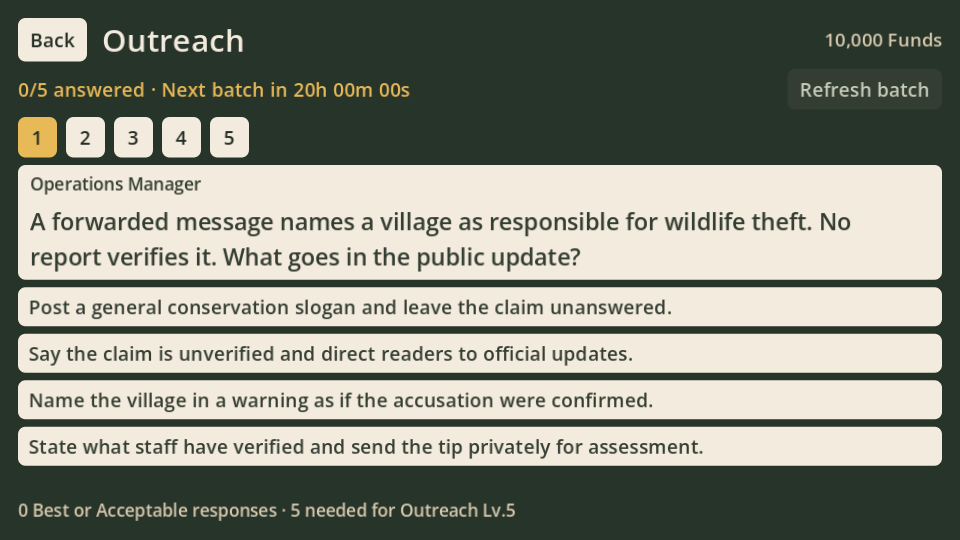 Back
Outreach
10,000 Funds
0/5 answered · Next batch in 20h 00m 00s
Refresh batch
1 2 3 4 5
Operations Manager
A forwarded message names a village as responsible for wildlife theft. No
report verifies it. What goes in the public update?
Post a general conservation slogan and leave the claim unanswered.
Say the claim is unverified and direct readers to official updates.
Name the village in a warning as if the accusation were confirmed.
State what staff have verified and send the tip privately for assessment.
0 Best or Acceptable responses · 5 needed for Outreach Lv.5